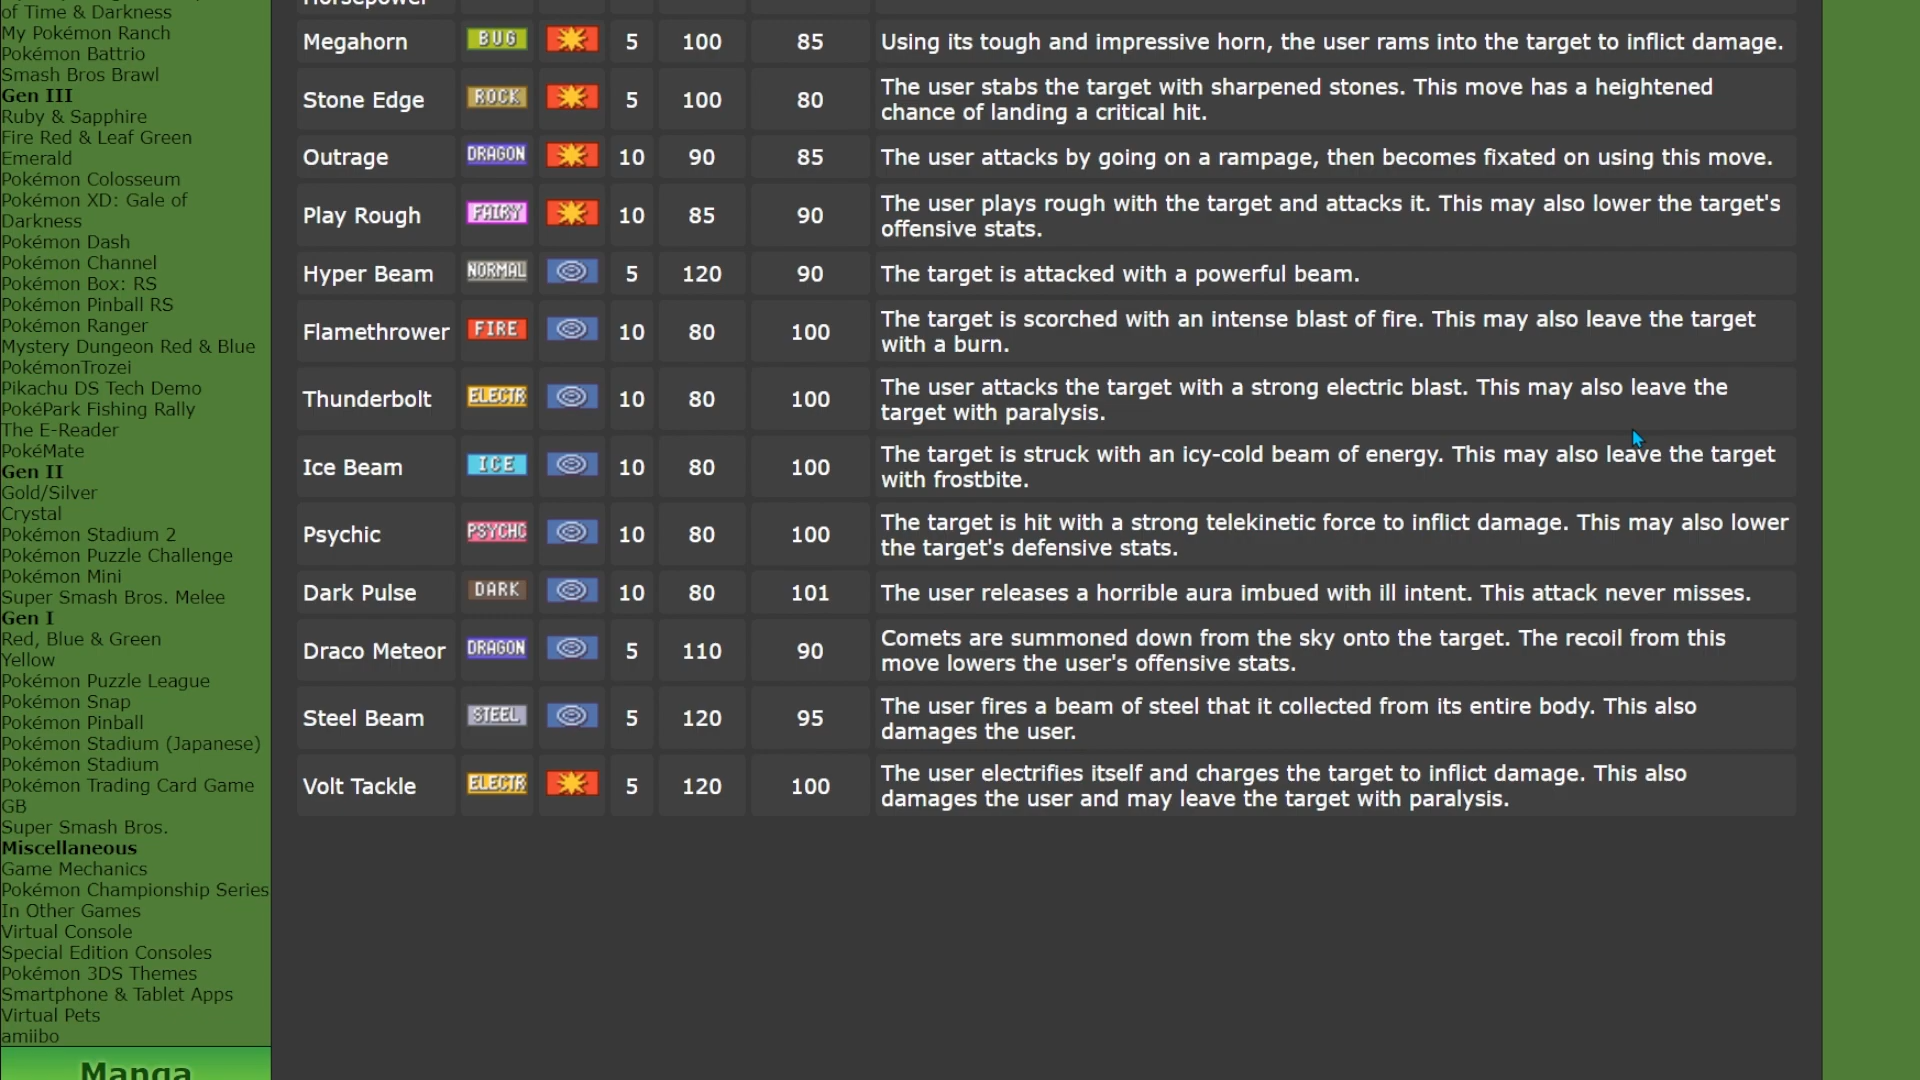 of Time & Darkness
My Pokémon Ranch
Pokémon Battrio
Smash Bros Brawl
Gen III
Ruby & Sapphire
Fire Red & Leaf Green
Emerald
Pokémon Colosseum
Pokémon XD: Gale of
Darkness
Pokémon Dash
Pokémon Channel
Pokémon Box: RS
Pokémon Pinball RS
Pokémon Ranger
Mystery Dungeon Red & Blue
PokémonTrozei
Pikachu DS Tech Demo
PokéPark Fishing Rally
The E-Reader
PokéMate
Gen II
Gold/Silver
Crystal
Pokémon Stadium 2
Pokémon Puzzle Challenge
Pokémon Mini
Super Smash Bros. Melee
Gen I
Red, Blue & Green
Yellow
Pokémon Puzzle League
Pokémon Snap
Pokémon Pinball
Pokémon Stadium (Japanese)
Pokémon Stadium
Pokémon Trading Card Game
GB
Super Smash Bros.
Miscellaneous
Game Mechanics
Pokémon Championship Series
In Other Games
Virtual Console
Special Edition Consoles
Pokémon 3DS Themes
Smartphone & Tablet Apps
Virtual Pets
amiibo
Manga
Horsepower
Megahorn BUG 5 100 85 Using its tough and impressive horn, the user rams into the target to inflict damage.
Stone Edge ROCK 5 100 80 The user stabs the target with sharpened stones. This move has a heightened
chance of landing a critical hit.
Outrage DRAGON 10 90 85 The user attacks by going on a rampage, then becomes fixated on using this move.
Play Rough FAIRY 10 85 90 The user plays rough with the target and attacks it. This may also lower the target's
offensive stats.
Hyper Beam NORMAL 5 120 90 The target is attacked with a powerful beam.
Flamethrower FIRE 10 80 100 The target is scorched with an intense blast of fire. This may also leave the target
with a burn.
Thunderbolt ELECTR 10 80 100 The user attacks the target with a strong electric blast. This may also leave the
target with paralysis.
Ice Beam ICE 10 80 100 The target is struck with an icy-cold beam of energy. This may also leave the target
with frostbite.
Psychic PSYCHC 10 80 100 The target is hit with a strong telekinetic force to inflict damage. This may also lower
the target's defensive stats.
Dark Pulse DARK 10 80 101 The user releases a horrible aura imbued with ill intent. This attack never misses.
Draco Meteor DRAGON 5 110 90 Comets are summoned down from the sky onto the target. The recoil from this
move lowers the user's offensive stats.
Steel Beam STEEL 5 120 95 The user fires a beam of steel that it collected from its entire body. This also
damages the user.
Volt Tackle ELECTR 5 120 100 The user electrifies itself and charges the target to inflict damage. This also
damages the user and may leave the target with paralysis.